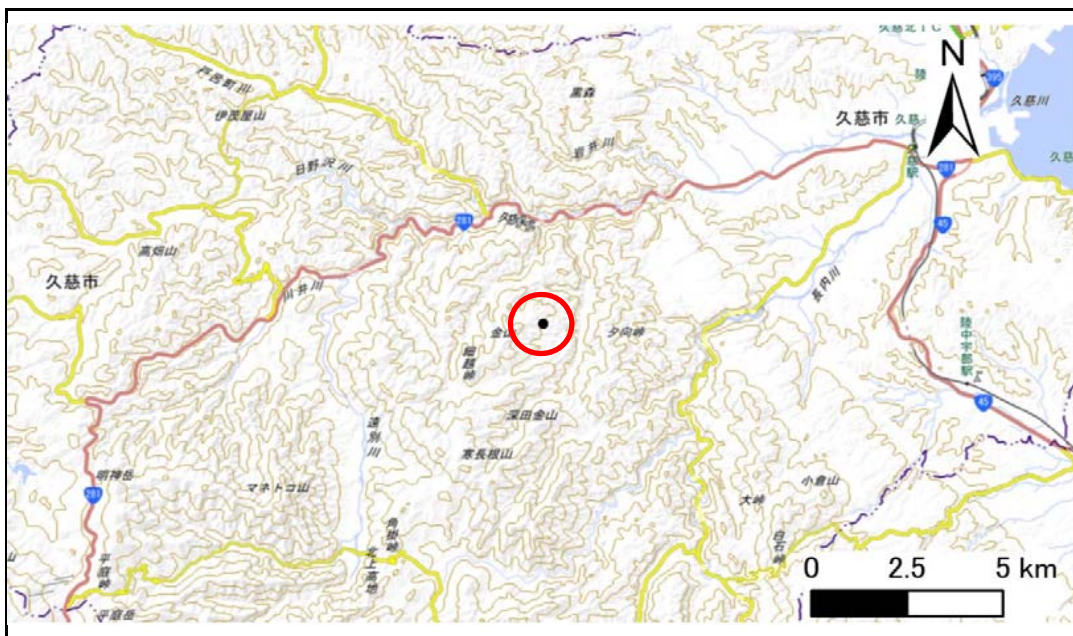 久慈北IC
N
戸呂町川
395
黒森
陸
久慈川
伊茂屋山
久慈市
久慈
岩井川
日野沢川
281
45
281
高畑山
久慈市
川井川
長内川
金山
夕向峠
細越峠
陸中宇部駅
45
深田金山
遠別川
寒長根山
明神岳
マネトコ山
小倉山
大峠
281
角掛峠
白石峠
山
平庭峠
北上高地
0 2.5 5 km
平庭岳